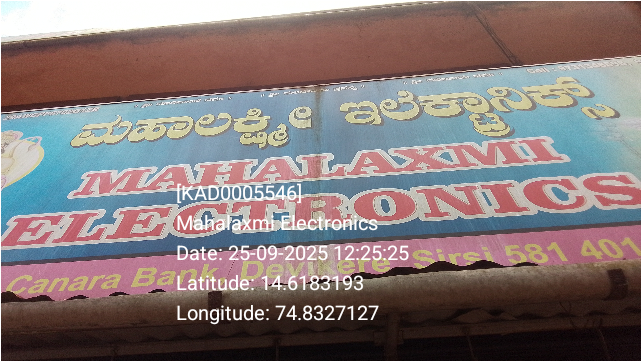 ಮಹಾಲಕ್ಷ್ಮೀ ಇಲೆಕ್ಟ್ರಾನಿಕ್ಸ್
MAHALAXMI
ELECTRONICS
Canara Bank, Devikere Sirsi 581 401
[KAD0005546]
Mahalaxmi Electronics
Date: 25-09-2025 12:25:25
Latitude: 14.6183193
Longitude: 74.8327127